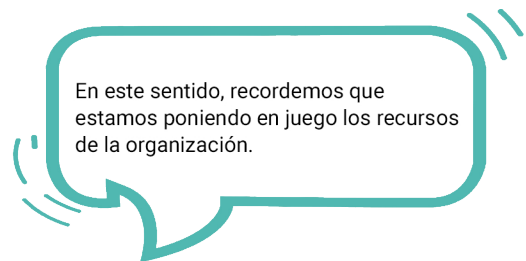 En este sentido, recordemos que
estamos poniendo en juego los recursos
de la organización.